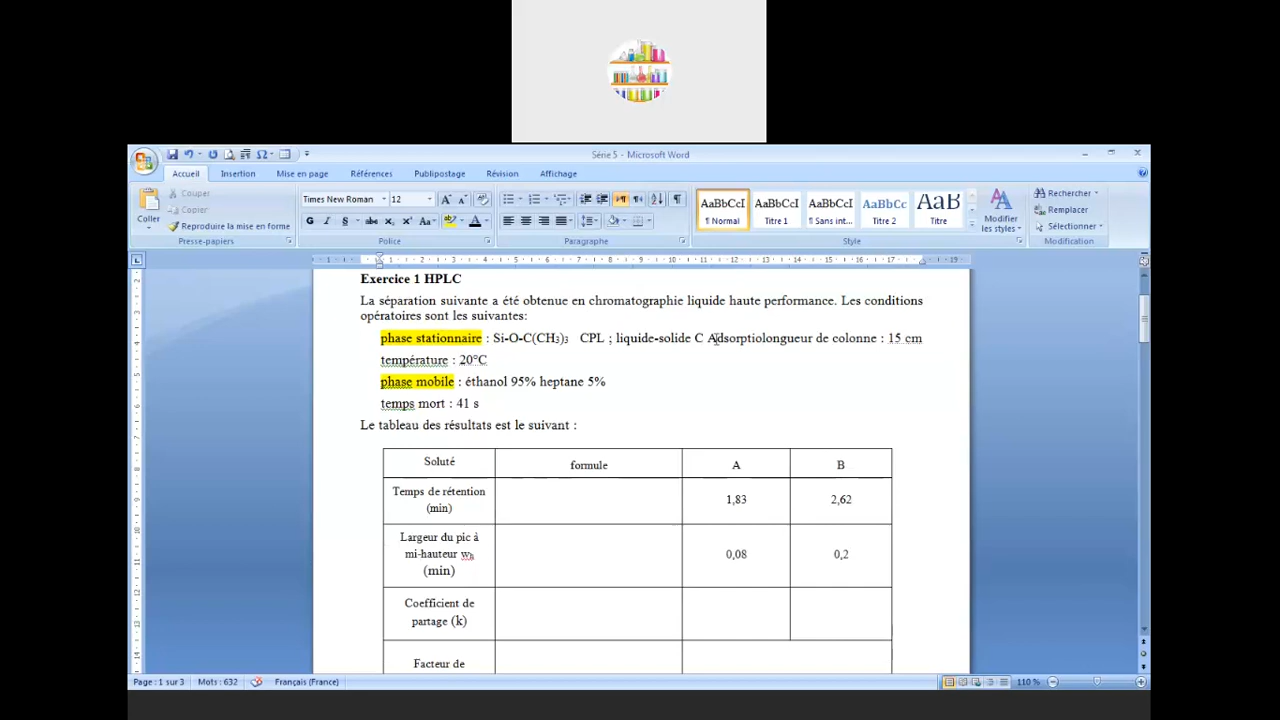 Série 5 - Microsoft Word
Accueil Insertion Mise en page Références Publipostage Révision Affichage
Coller
Couper
Copier
Reproduire la mise en forme
Presse-papiers
Times New Roman 12
G I S abc x₂ x² Aa
Police
Paragraphe
AaBbCcI AaBbCcI AaBbCcI AaBbCc AaBb
¶ Normal Titre 1 ¶ Sans int... Titre 2 Titre
Modifier les styles
Style
Rechercher
Remplacer
Sélectionner
Modification
Exercice 1 HPLC
La séparation suivante a été obtenue en chromatographie liquide haute performance. Les conditions
opératoires sont les suivantes:
phase stationnaire : Si-O-C(CH₃)₃ CPL ; liquide-solide C Adsorptiolongueur de colonne : 15 cm
température : 20°C
phase mobile : éthanol 95% heptane 5%
temps mort : 41 s
Le tableau des résultats est le suivant :
Soluté formule A B
Temps de rétention
(min)
1,83 2,62
Largeur du pic à
mi-hauteur wh
(min)
0,08 0,2
Coefficient de
partage (k)
Facteur de
Page : 1 sur 3 Mots : 632 Français (France) 110 %